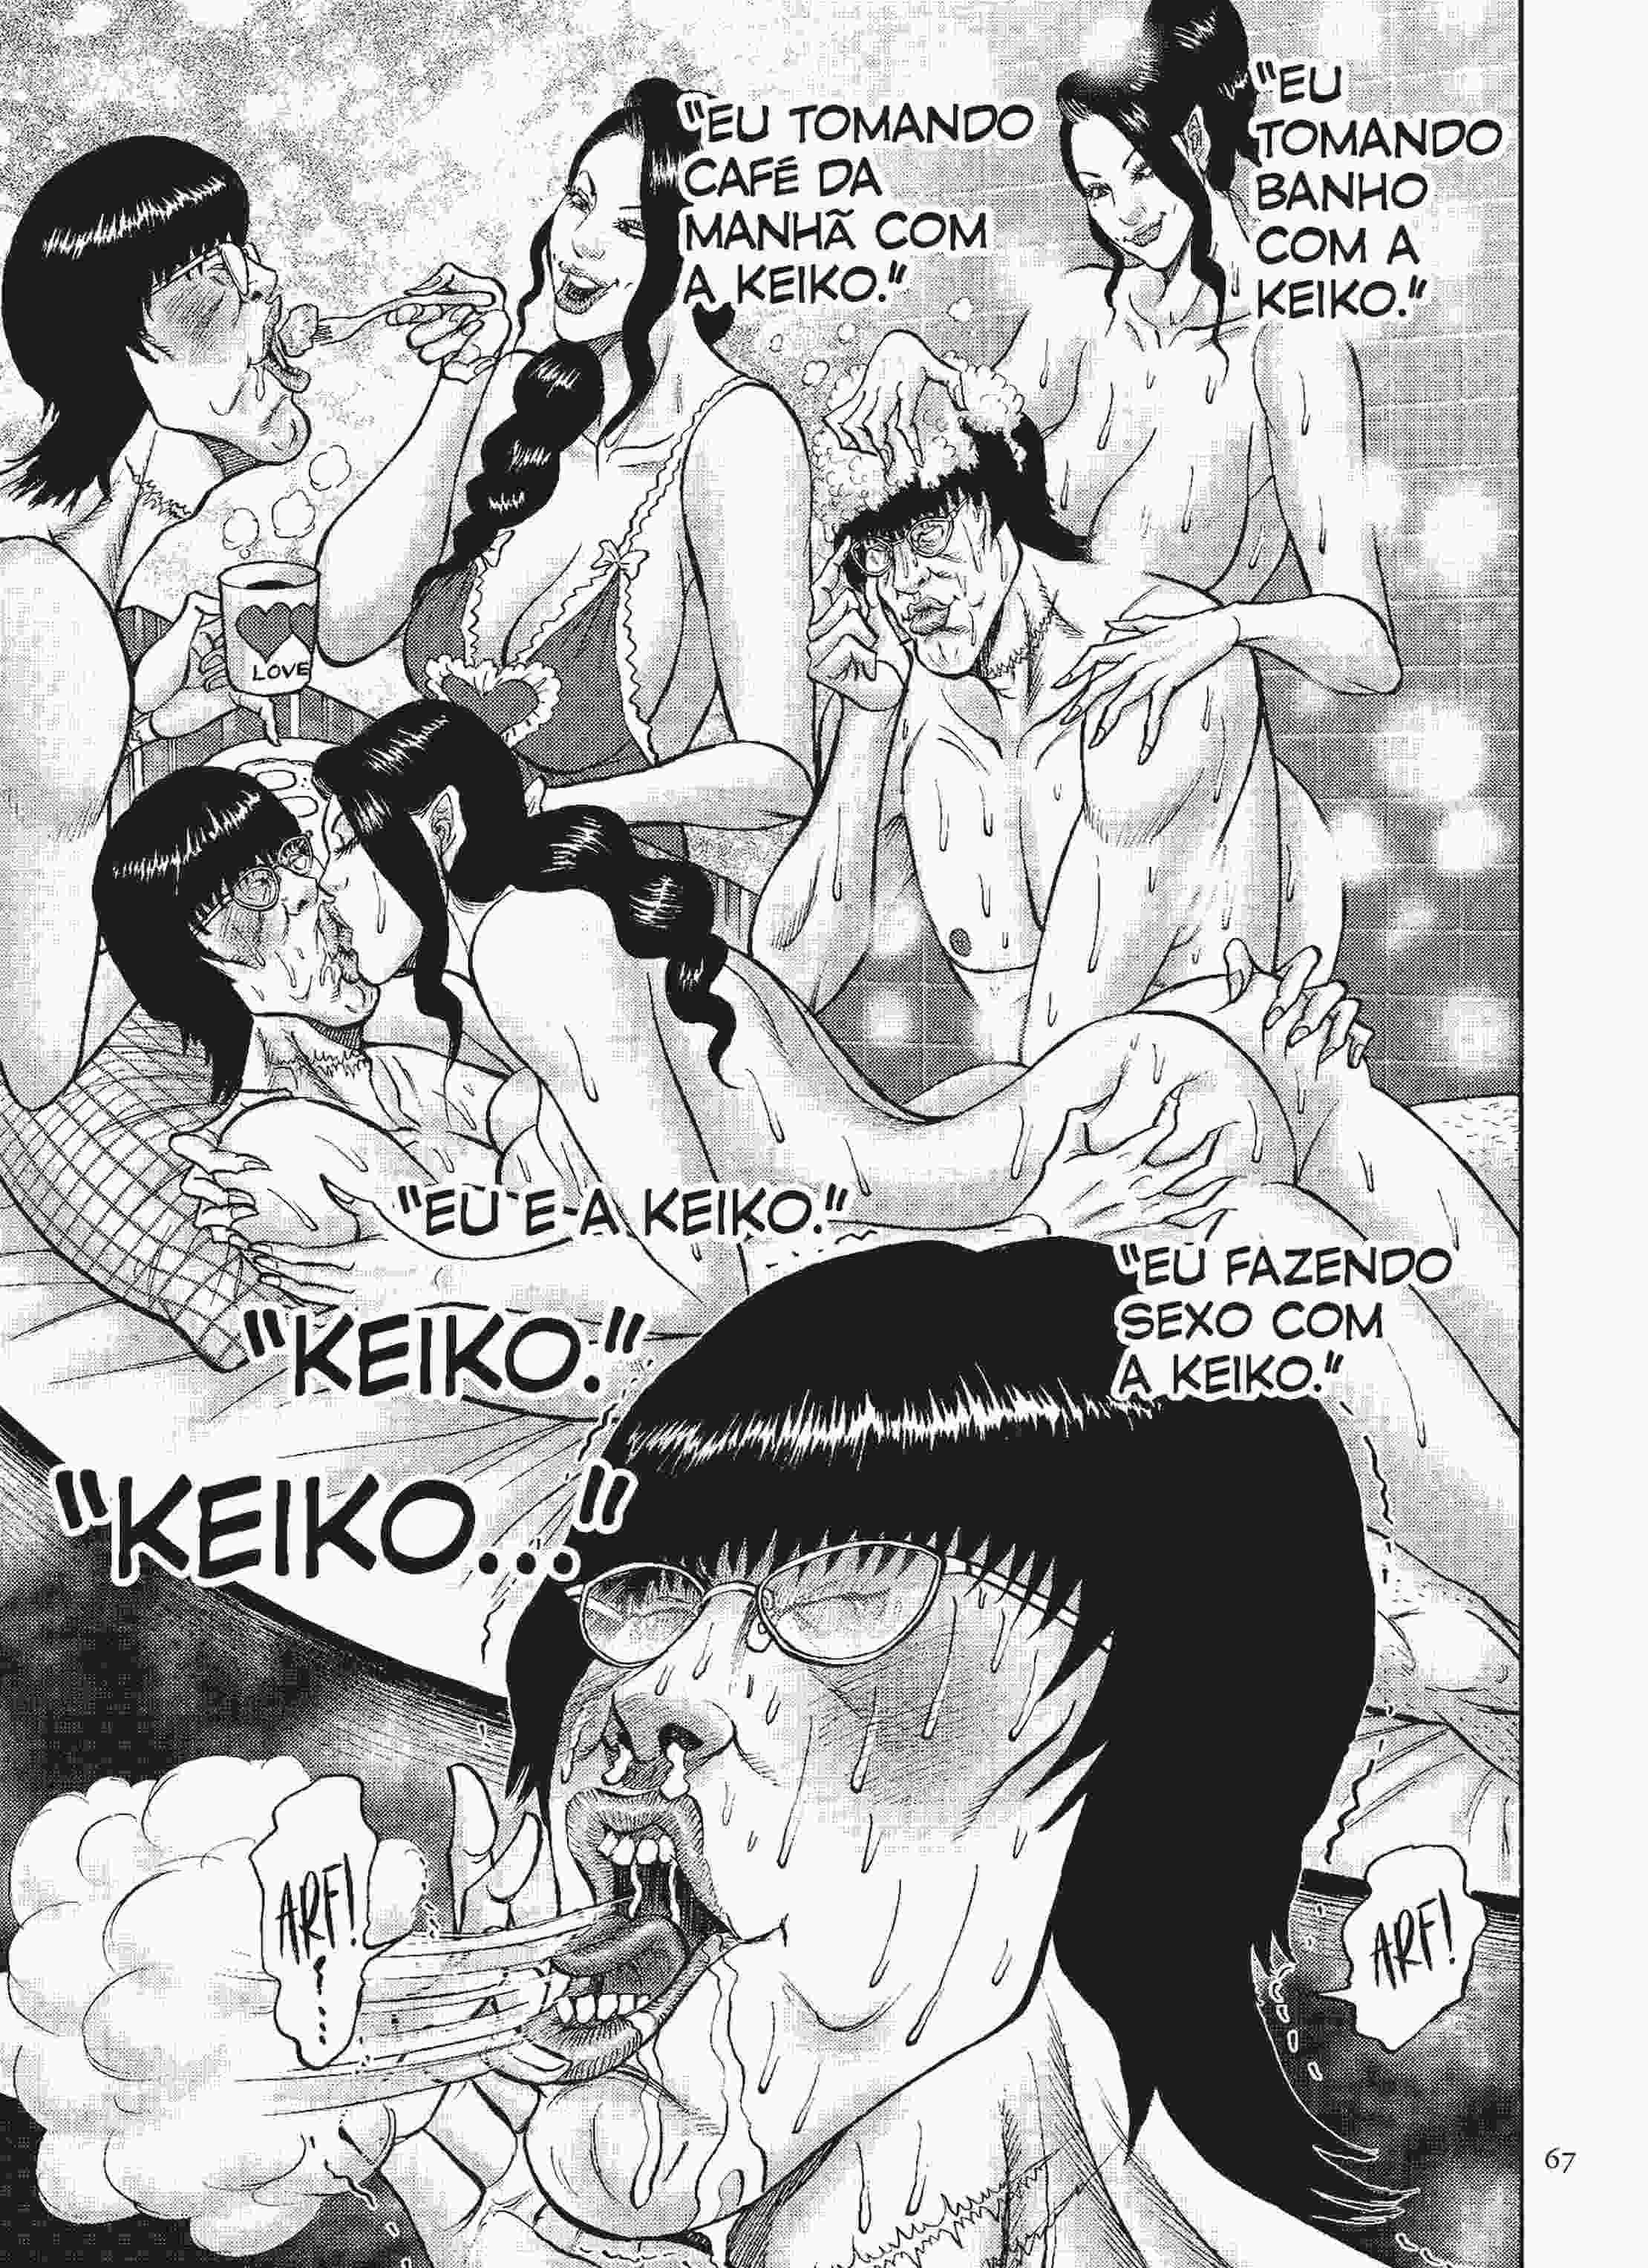 "EU TOMANDO
CAFÉ DA
MANHÃ COM
A KEIKO."
"EU
TOMANDO
BANHO
COM A
KEIKO."
LOVE
"EU E A KEIKO."
"EU FAZENDO
SEXO COM
A KEIKO."
"KEIKO."
"KEIKO..."
ARF!
ARF!
67